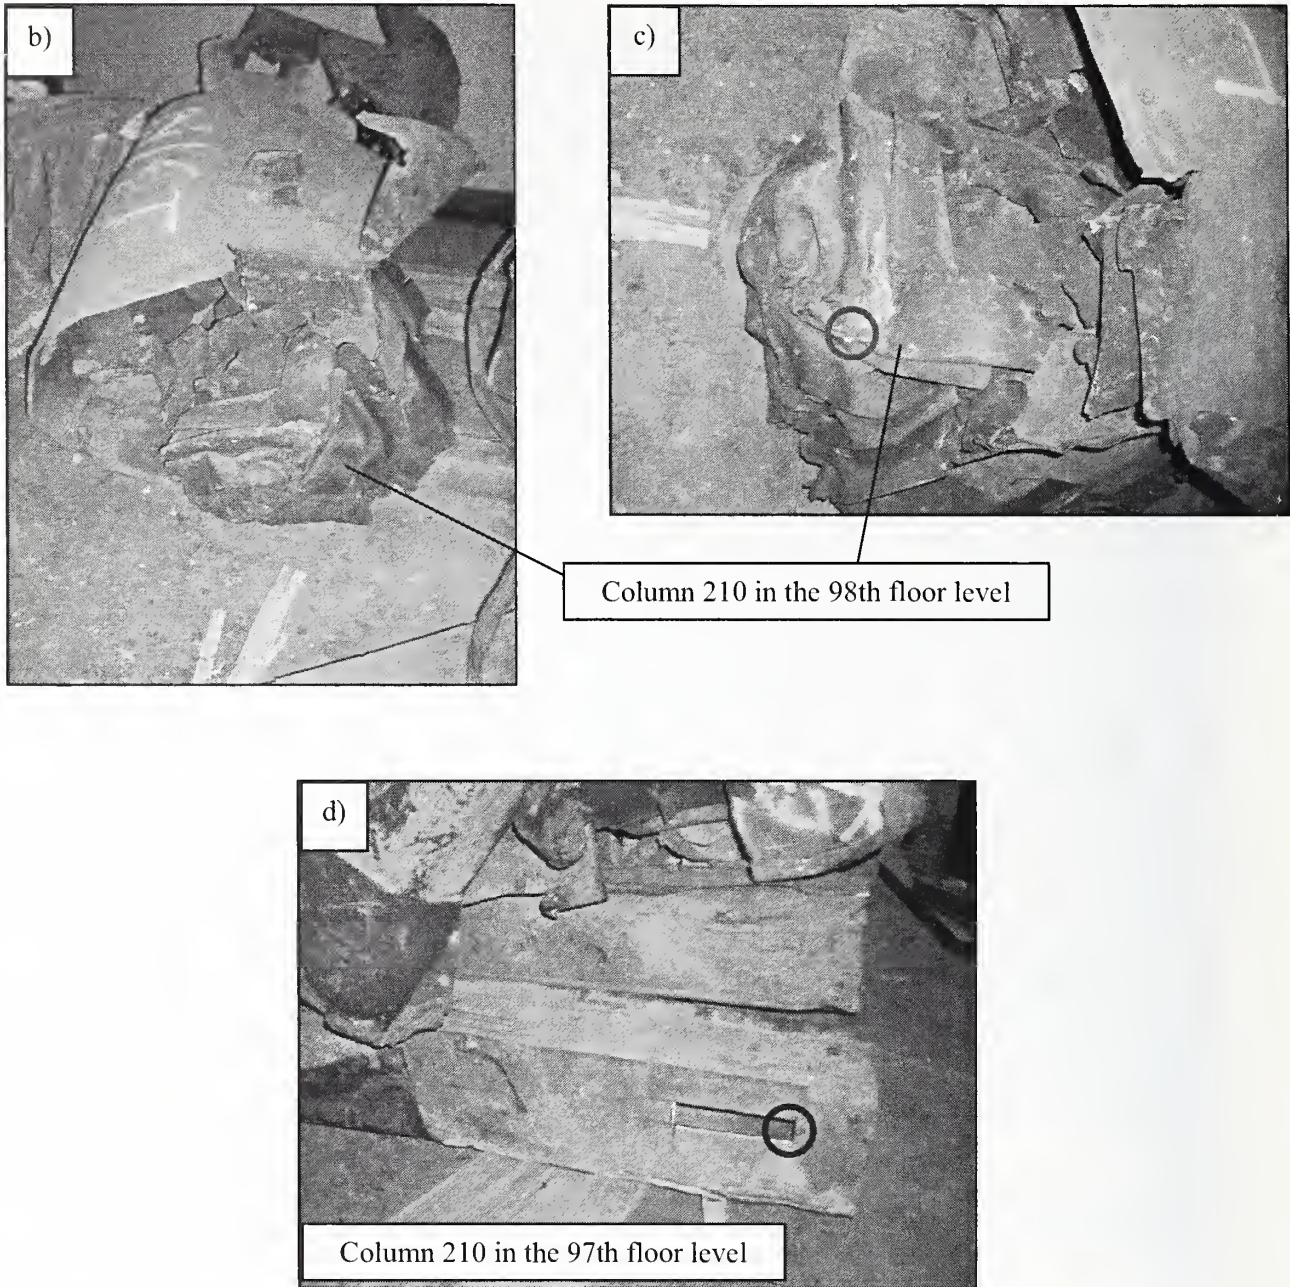 b)
c)
Column 210 in the 98th floor level
d)
Column 210 in the 97th floor level